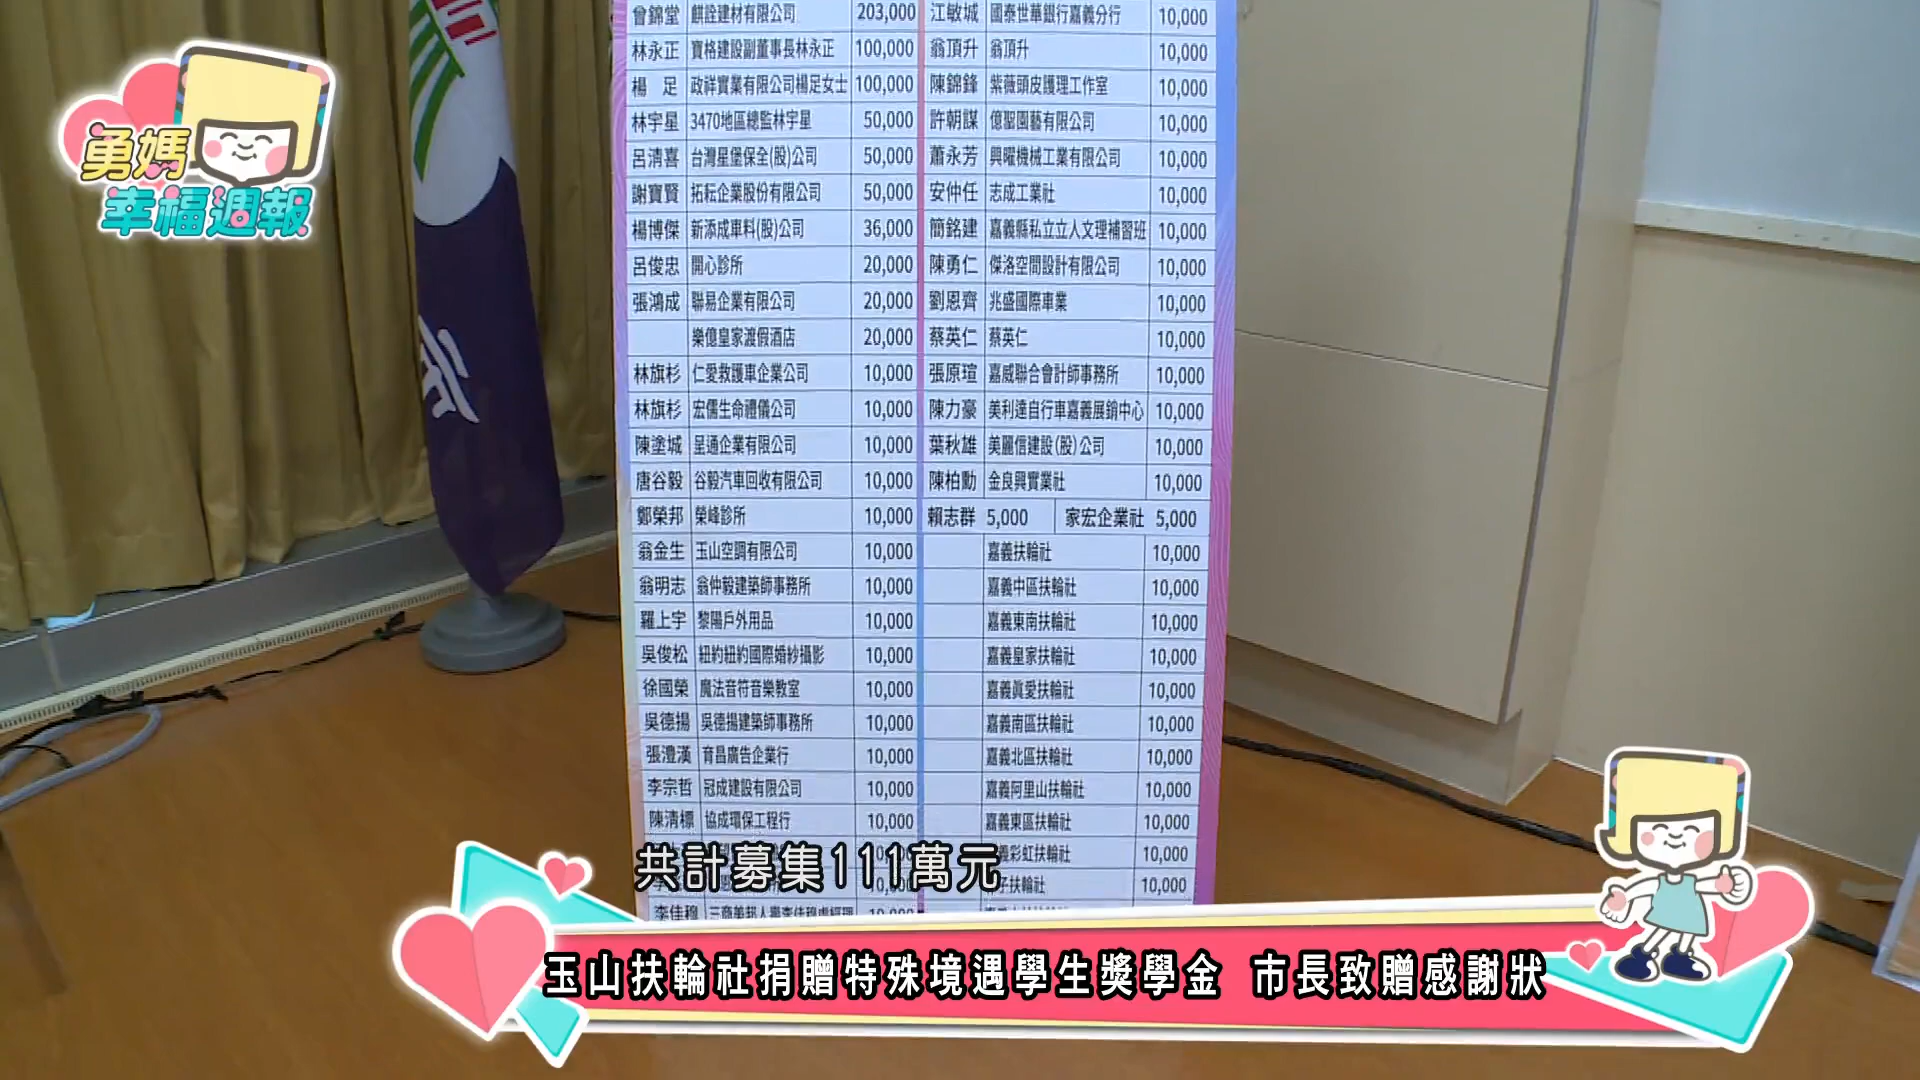 勇媽
幸福週報
曾錦堂 麒詮建材有限公司 203,000 江敏城 國泰世華銀行嘉義分行 10,000
林永正 寶格建設副董事長林永正 100,000 翁頂升 翁頂升 10,000
楊 足 政祥實業有限公司楊足女士 100,000 陳錦鋒 紫薇頭皮護理工作室 10,000
林宇星 3470地區總監林宇星 50,000 許朝謀 億聖園藝有限公司 10,000
呂清喜 台灣星堡保全(股)公司 50,000 蕭永芳 興曜機械工業有限公司 10,000
謝寶賢 拓耘企業股份有限公司 50,000 安仲任 志成工業社 10,000
楊博傑 新添成車料(股)公司 36,000 簡銘建 嘉義縣私立立人文理補習班 10,000
呂俊忠 開心診所 20,000 陳勇仁 傑洛空間設計有限公司 10,000
張鴻成 聯易企業有限公司 20,000 劉恩齊 兆盛國際車業 10,000
樂億皇家渡假酒店 20,000 蔡英仁 蔡英仁 10,000
林旗杉 仁愛救護車企業公司 10,000 張原瑄 嘉威聯合會計師事務所 10,000
林旗杉 宏儒生命禮儀公司 10,000 陳力豪 美利達自行車嘉義展銷中心 10,000
陳塗城 呈通企業有限公司 10,000 葉秋雄 美麗信建設(股)公司 10,000
唐谷毅 谷毅汽車回收有限公司 10,000 陳柏勳 金良興實業社 10,000
鄭榮邦 榮峰診所 10,000 賴志群 5,000 家宏企業社 5,000
翁金生 玉山空調有限公司 10,000 嘉義扶輪社 10,000
翁明志 翁仲毅建築師事務所 10,000 嘉義中區扶輪社 10,000
羅上宇 黎陽戶外用品 10,000 嘉義東南扶輪社 10,000
吳俊松 紐約紐約國際婚紗攝影 10,000 嘉義皇家扶輪社 10,000
徐國榮 魔法音符音樂教室 10,000 嘉義真愛扶輪社 10,000
吳德揚 吳德揚建築師事務所 10,000 嘉義南區扶輪社 10,000
張澧漢 育昌廣告企業行 10,000 嘉義北區扶輪社 10,000
李宗哲 冠成建設有限公司 10,000 嘉義阿里山扶輪社 10,000
陳清標 協成環保工程行 10,000 嘉義東區扶輪社 10,000
義彩虹扶輪社 10,000
子扶輪社 10,000
李佳穆 10,000
共計募集111萬元
玉山扶輪社捐贈特殊境遇學生獎學金 市長致贈感謝狀